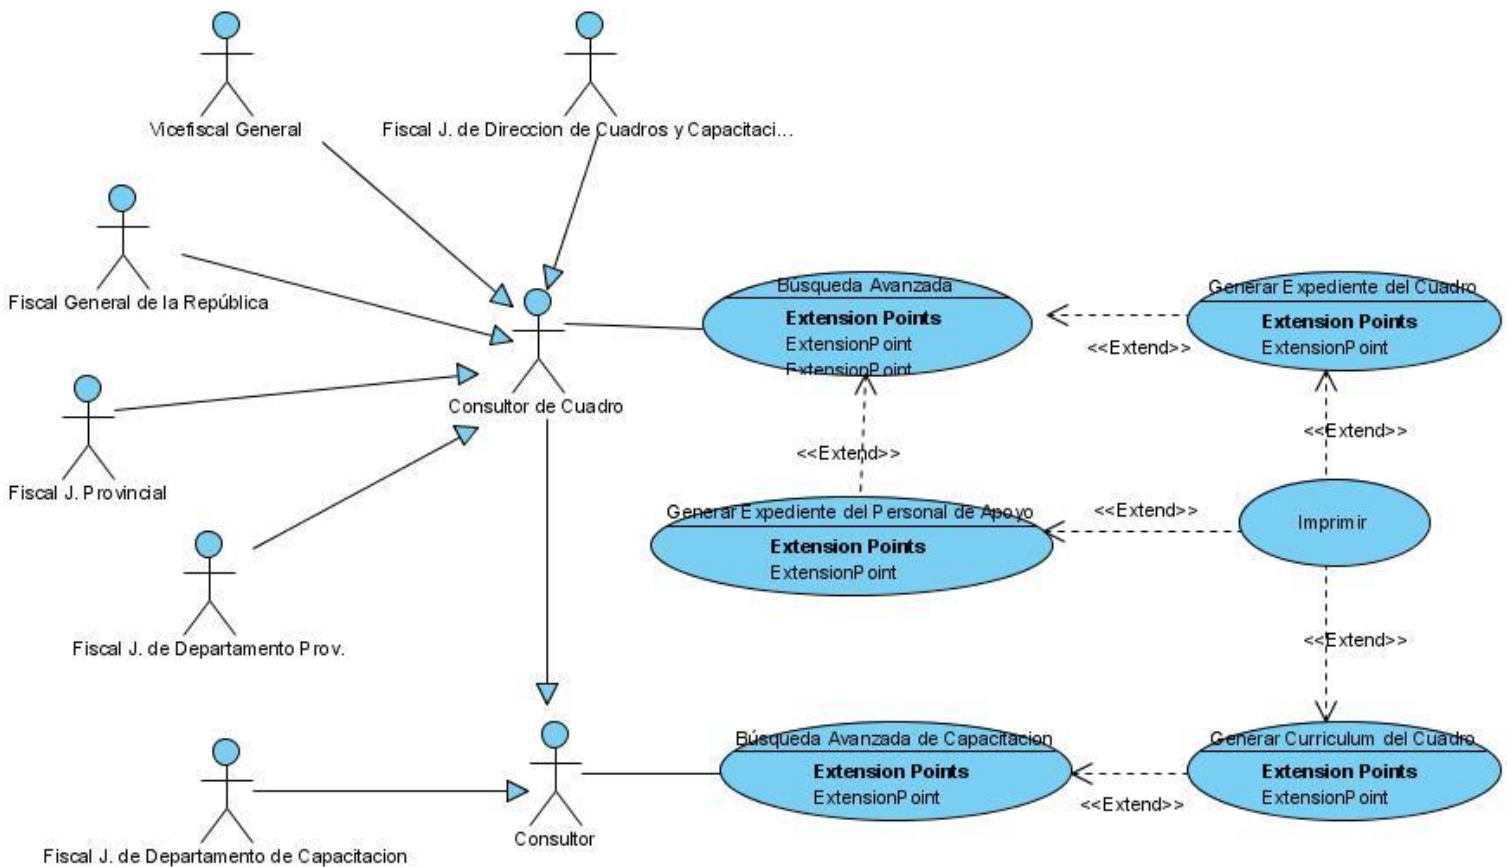 Vicefiscal General
Fiscal J. de Direccion de Cuadros y Capacitaci...
Fiscal General de la República
Búsqueda Avanzada
Extension Points
ExtensionPoint
ExtensionPoint
Generar Expediente del Cuadro
Extension Points
ExtensionPoint
<<Extend>>
Consultor de Cuadro
<<Extend>>
<<Extend>>
Fiscal J. Provincial
Generar Expediente del Personal de Apoyo
Extension Points
ExtensionPoint
<<Extend>>
Imprimir
Fiscal J. de Departamento Prov.
<<Extend>>
Búsqueda Avanzada de Capacitacion
Extension Points
ExtensionPoint
Generar Curriculum del Cuadro
Extension Points
ExtensionPoint
<<Extend>>
Consultor
Fiscal J. de Departamento de Capacitacion